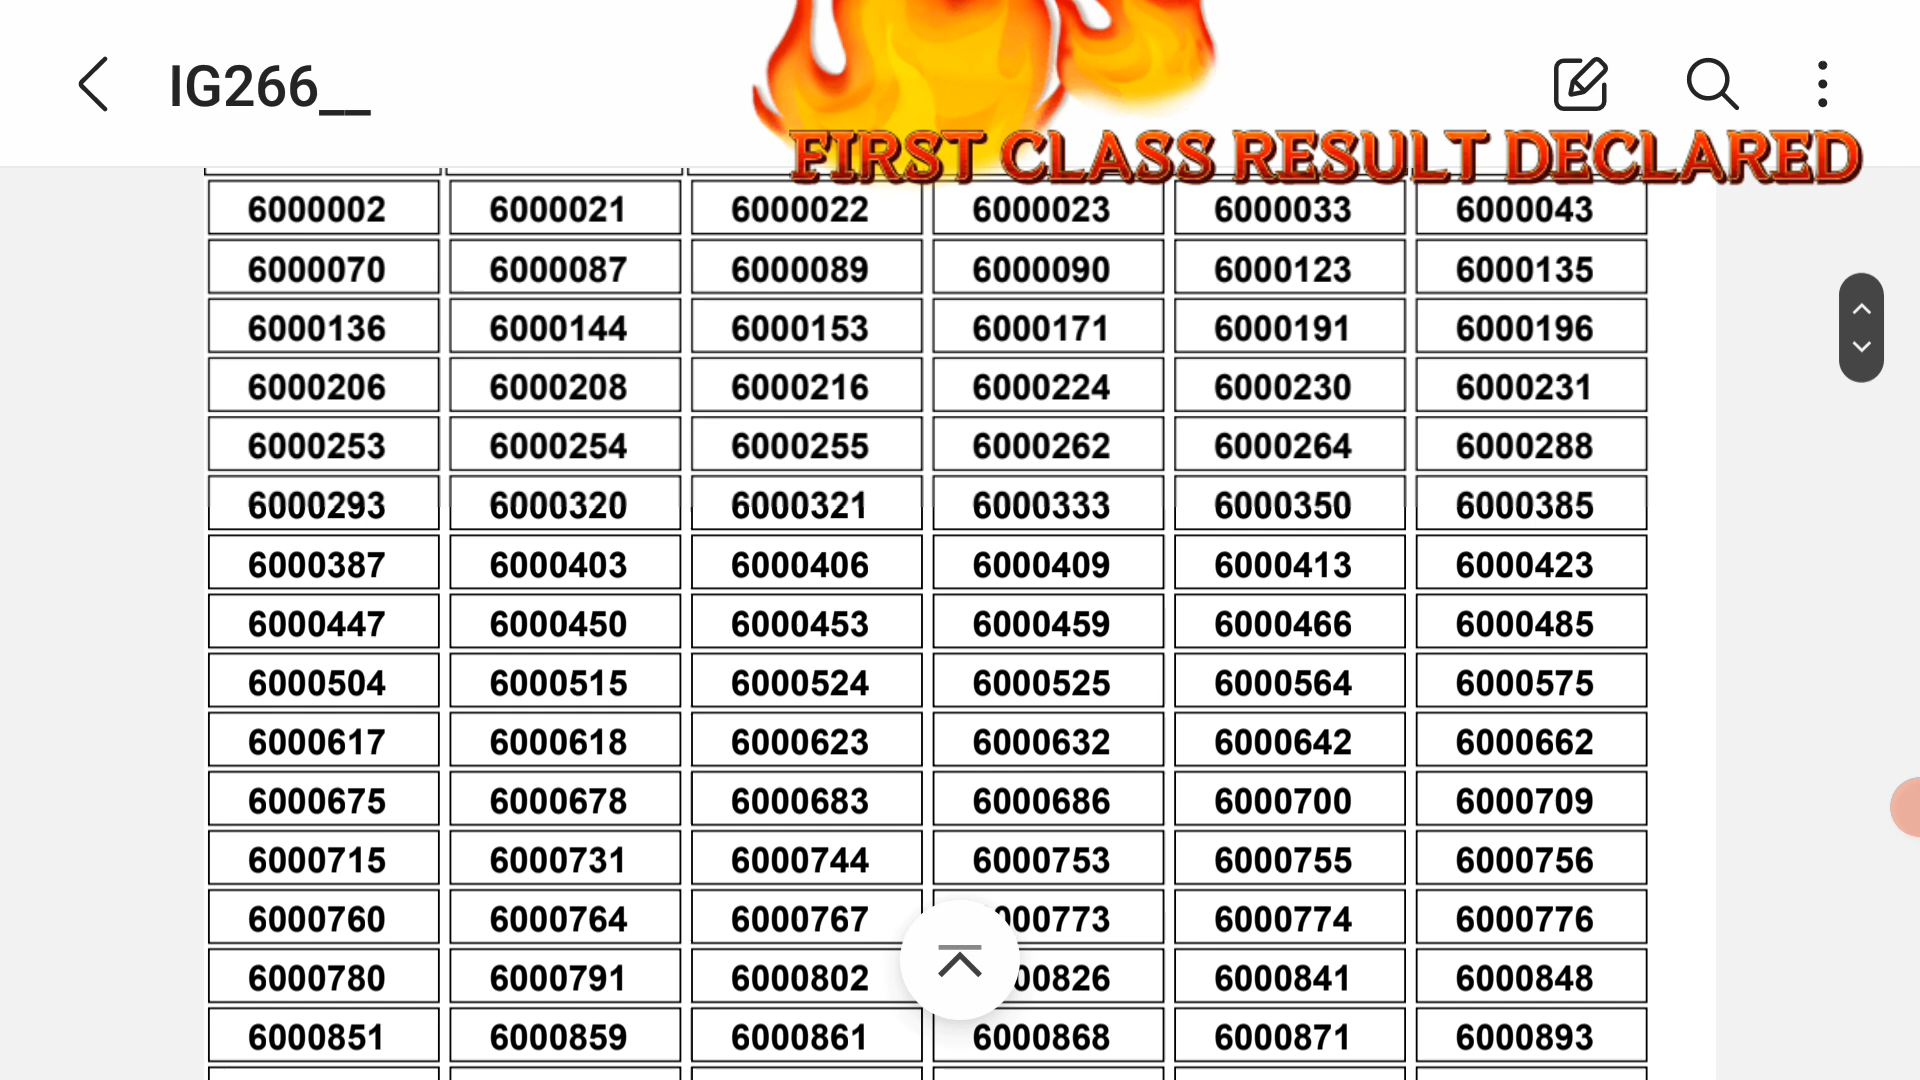 IG266__
FIRST CLASS RESULT DECLARED
6000002 6000021 6000022 6000023 6000033 6000043
6000070 6000087 6000089 6000090 6000123 6000135
6000136 6000144 6000153 6000171 6000191 6000196
6000206 6000208 6000216 6000224 6000230 6000231
6000253 6000254 6000255 6000262 6000264 6000288
6000293 6000320 6000321 6000333 6000350 6000385
6000387 6000403 6000406 6000409 6000413 6000423
6000447 6000450 6000453 6000459 6000466 6000485
6000504 6000515 6000524 6000525 6000564 6000575
6000617 6000618 6000623 6000632 6000642 6000662
6000675 6000678 6000683 6000686 6000700 6000709
6000715 6000731 6000744 6000753 6000755 6000756
6000760 6000764 6000767 6000774 6000776
6000780 6000791 6000802 6000841 6000848
6000851 6000859 6000861 6000868 6000871 6000893